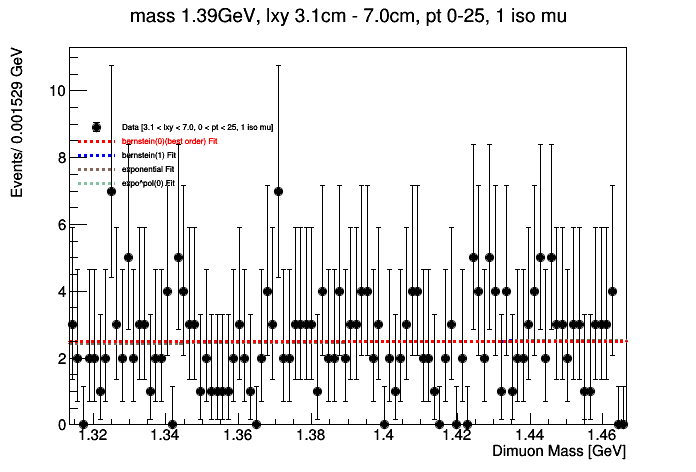 mass 1.39GeV, lxy 3.1cm - 7.0cm, pt 0-25, 1 iso mu
Events/ 0.001529 GeV
10
8
6
4
2
0
Data [3.1 < lxy < 7.0, 0 < pt < 25, 1 iso mu]
bernstein(0)(best order) Fit
bernstein(1) Fit
exponential Fit
expo*pol(0) Fit
1.32 1.34 1.36 1.38 1.4 1.42 1.44 1.46
Dimuon Mass [GeV]